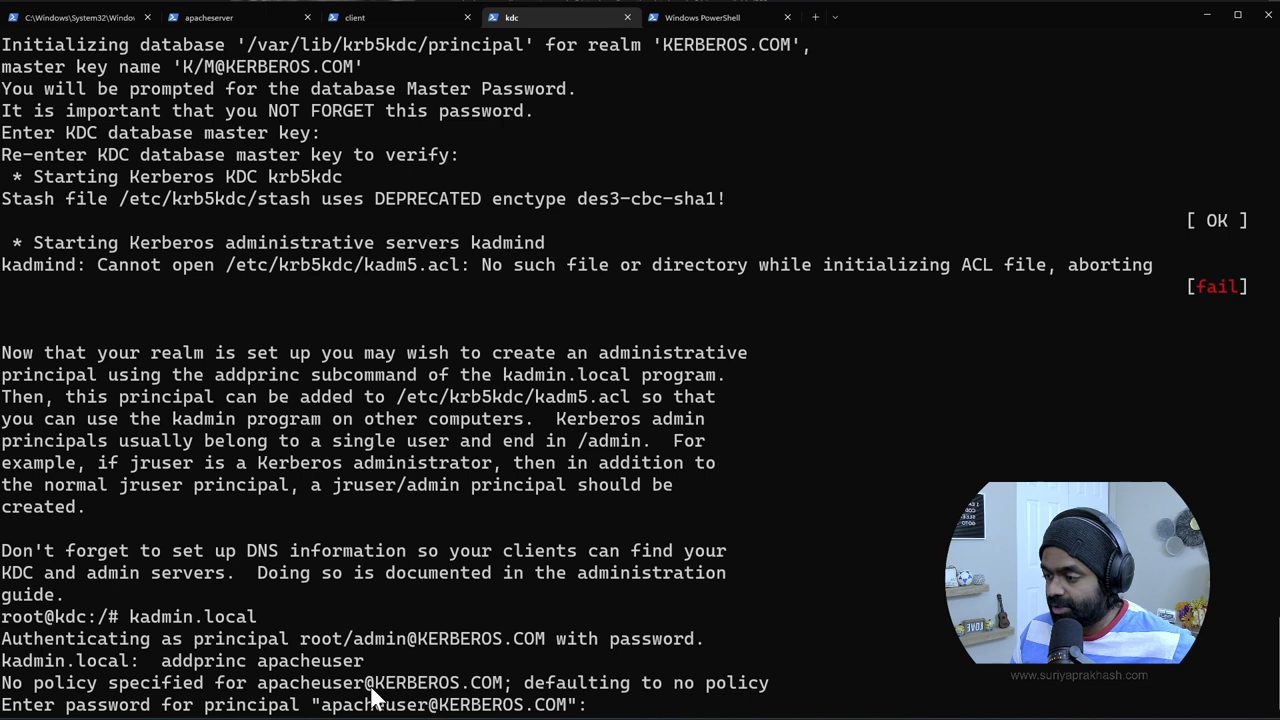 C:\Windows\System32\Window
apacheserver
client
kdc
Windows PowerShell
Initializing database '/var/lib/krb5kdc/principal' for realm 'KERBEROS.COM',
master key name 'K/M@KERBEROS.COM'
You will be prompted for the database Master Password.
It is important that you NOT FORGET this password.
Enter KDC database master key:
Re-enter KDC database master key to verify:
* Starting Kerberos KDC krb5kdc
Stash file /etc/krb5kdc/stash uses DEPRECATED enctype des3-cbc-sha1!
[ OK ]
* Starting Kerberos administrative servers kadmind
kadmind: Cannot open /etc/krb5kdc/kadm5.acl: No such file or directory while initializing ACL file, aborting
[fail]
Now that your realm is set up you may wish to create an administrative
principal using the addprinc subcommand of the kadmin.local program.
Then, this principal can be added to /etc/krb5kdc/kadm5.acl so that
you can use the kadmin program on other computers.  Kerberos admin
principals usually belong to a single user and end in /admin.  For
example, if jruser is a Kerberos administrator, then in addition to
the normal jruser principal, a jruser/admin principal should be
created.
Don't forget to set up DNS information so your clients can find your
KDC and admin servers.  Doing so is documented in the administration
guide.
root@kdc:/# kadmin.local
Authenticating as principal root/admin@KERBEROS.COM with password.
kadmin.local:  addprinc apacheuser
No policy specified for apacheuser@KERBEROS.COM; defaulting to no policy
Enter password for principal "apacheuser@KERBEROS.COM":
www.suriyaprakhash.com